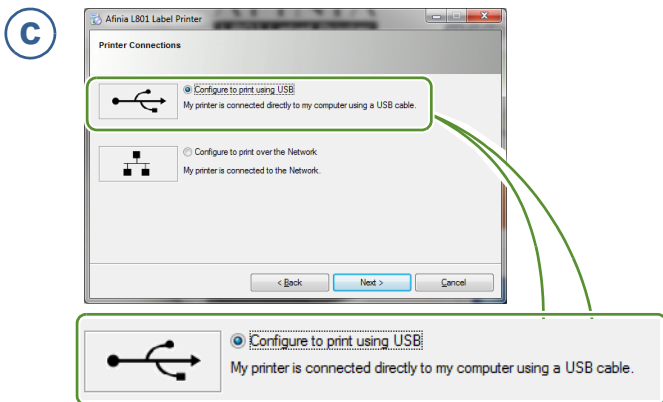 C
Afinia L801 Label Printer
Printer Connections
Configure to print using USB
My printer is connected directly to my computer using a USB cable.
Configure to print over the Network
My printer is connected to the Network.
< Back Next > Cancel
Configure to print using USB
My printer is connected directly to my computer using a USB cable.